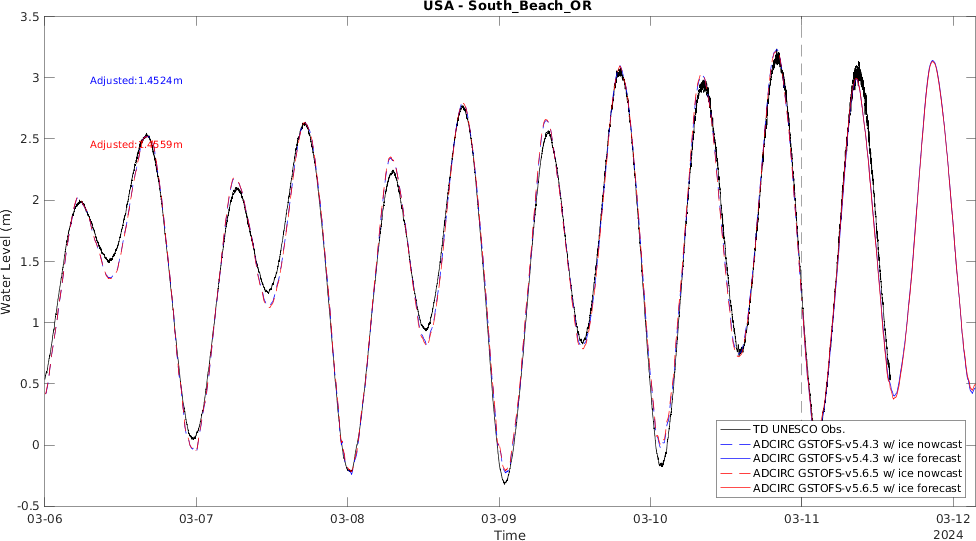 USA - South_Beach_OR
3.5
3
2.5
2
1.5
1
0.5
0
-0.5
Water Level (m)
Adjusted:1.4524m
Adjusted:1.4559m
TD UNESCO Obs.
ADCIRC GSTOFS-v5.4.3 w/ ice nowcast
ADCIRC GSTOFS-v5.4.3 w/ ice forecast
ADCIRC GSTOFS-v5.6.5 w/ ice nowcast
ADCIRC GSTOFS-v5.6.5 w/ ice forecast
03-06 03-07 03-08 03-09 03-10 03-11 03-12
Time 2024